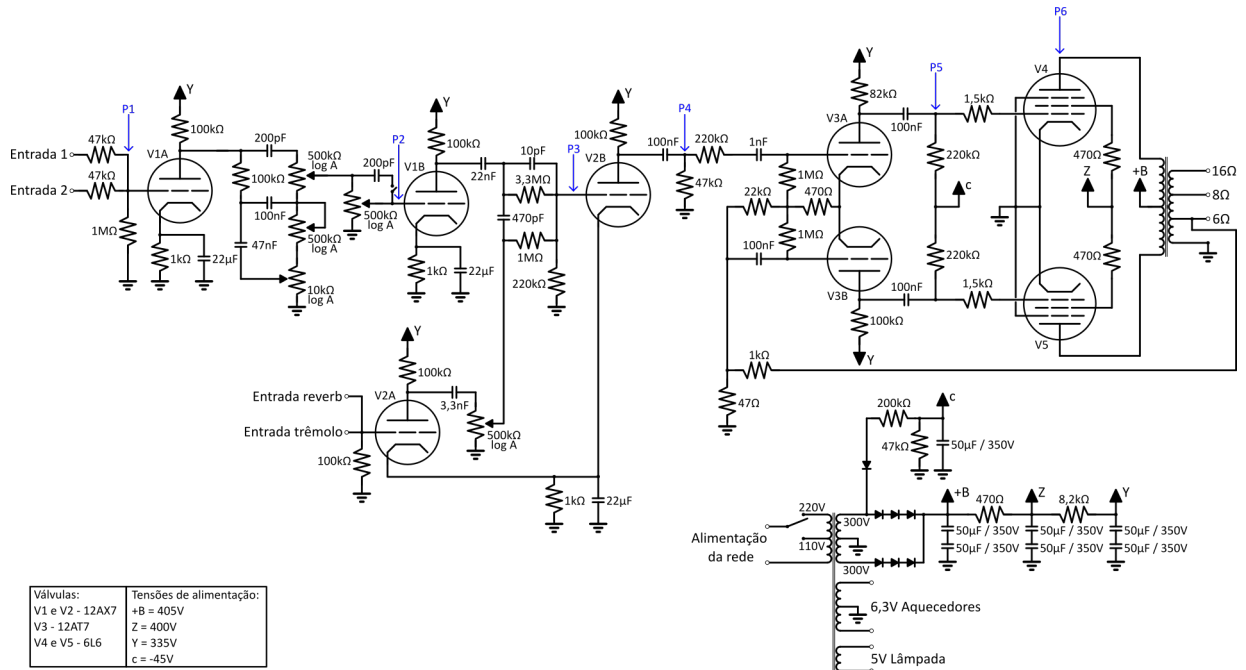 P6
Y
P5
V4
Y
82kΩ
P1
Y
1,5kΩ
V3A
100nF
P4
47kΩ
V1A
100kΩ
200pF
P2
V1B
100kΩ
10pF
V2B
100kΩ
100nF
220kΩ
1nF
Entrada 1
Entrada 2
47kΩ
500kΩ
log A
200pF
22nF
P3
3,3MΩ
220kΩ
470Ω
Z
+B
16Ω
8Ω
6Ω
100kΩ
100nF
500kΩ
log A
470pF
47kΩ
1MΩ
22kΩ
470Ω
c
1MΩ
47nF
500kΩ
log A
1MΩ
100nF
1MΩ
220kΩ
470Ω
1kΩ
22µF
10kΩ
log A
1kΩ
22µF
220kΩ
V3B
100nF
1,5kΩ
100kΩ
V5
Y
Y
100kΩ
1kΩ
47Ω
Entrada reverb
V2A
3,3nF
Entrada trêmolo
500kΩ
log A
100kΩ
200kΩ
c
47kΩ
50µF / 350V
1kΩ
22µF
220V
300V
+B
470Ω
Z
8,2kΩ
Y
Alimentação
da rede
110V
300V
50µF / 350V
50µF / 350V
50µF / 350V
50µF / 350V
50µF / 350V
50µF / 350V
6,3V Aquecedores
5V Lâmpada
Válvulas:
V1 e V2 - 12AX7
V3 - 12AT7
V4 e V5 - 6L6
Tensões de alimentação:
+B = 405V
Z = 400V
Y = 335V
c = -45V